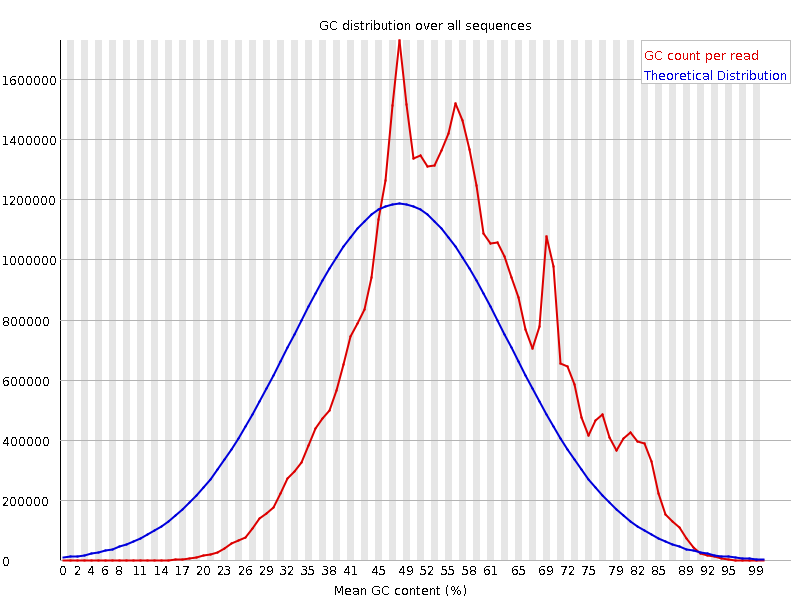 GC distribution over all sequences
GC count per read
Theoretical Distribution
1600000
1400000
1200000
1000000
800000
600000
400000
200000
0
0 2 4 6 8 11 14 17 20 23 26 29 32 35 38 41 45 49 52 55 58 61 65 69 72 75 79 82 85 89 92 95 99
Mean GC content (%)